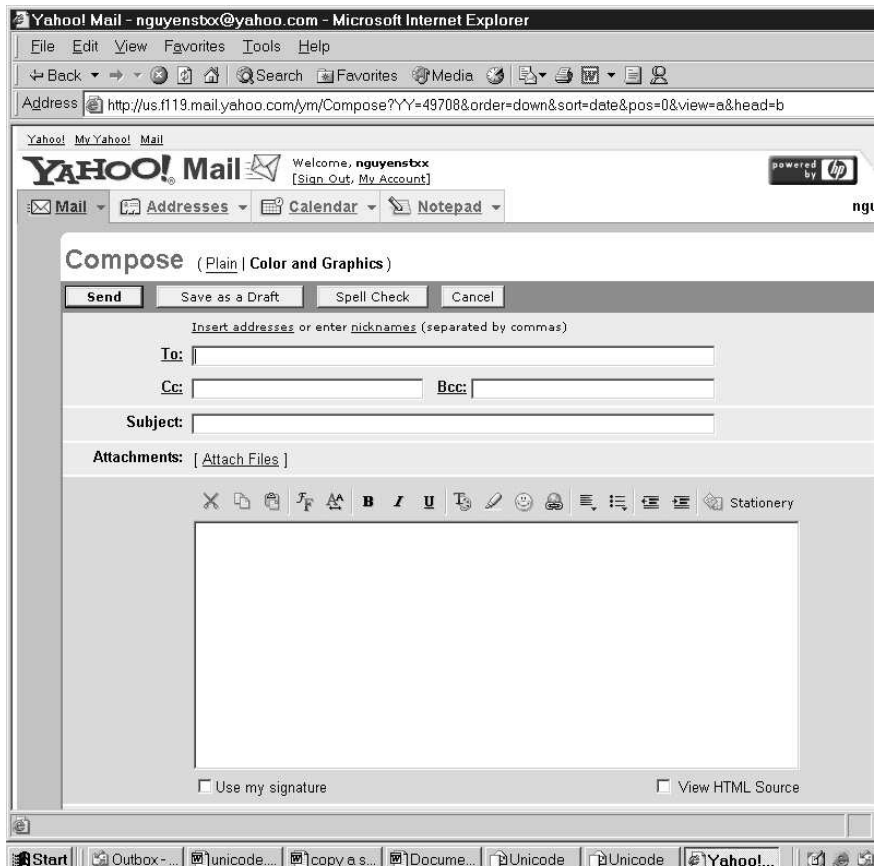 Yahoo! Mail - nguyenstxx@yahoo.com - Microsoft Internet Explorer
File Edit View Favorites Tools Help
Back Search Favorites Media
Address http://us.f119.mail.yahoo.com/ym/Compose?YY=49708&order=down&sort=date&pos=0&view=a&head=b
Yahoo! My Yahoo! Mail
YAHOO! Mail Welcome, nguyenstxx
[Sign Out, My Account]
powered by hp
Mail Addresses Calendar Notepad ngu
Compose ( Plain | Color and Graphics )
Send Save as a Draft Spell Check Cancel
Insert addresses or enter nicknames (separated by commas)
To:
Cc: Bcc:
Subject:
Attachments: [ Attach Files ]
B I U Stationery
Use my signature View HTML Source
Start Outbox -... unicode.... copy a s... Docume... Unicode Unicode Yahoo!...